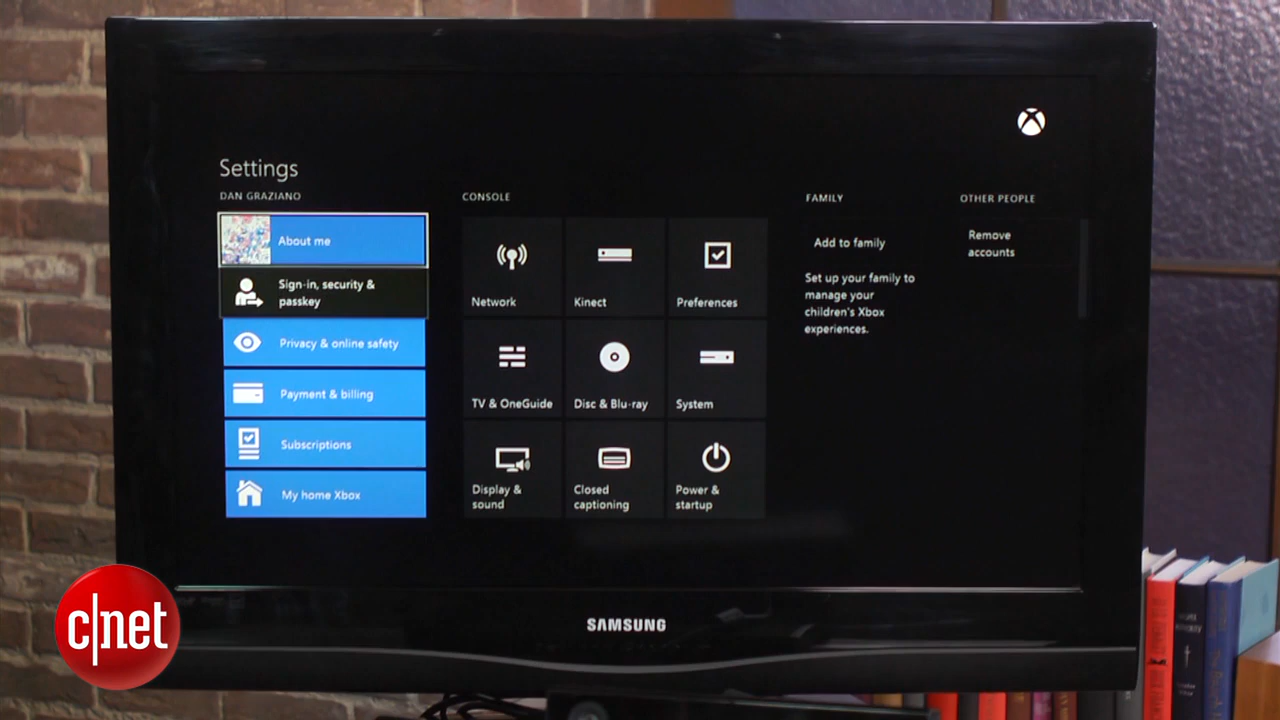 Settings
DAN GRAZIANO
About me
Sign-in, security &
passkey
Privacy & online safety
Payment & billing
Subscriptions
My home Xbox
CONSOLE
Network
Kinect
Preferences
TV & OneGuide
Disc & Blu-ray
System
Display &
sound
Closed
captioning
Power &
startup
FAMILY
Add to family
Set up your family to
manage your
children's Xbox
experiences.
OTHER PEOPLE
Remove
accounts
SAMSUNG
c|net